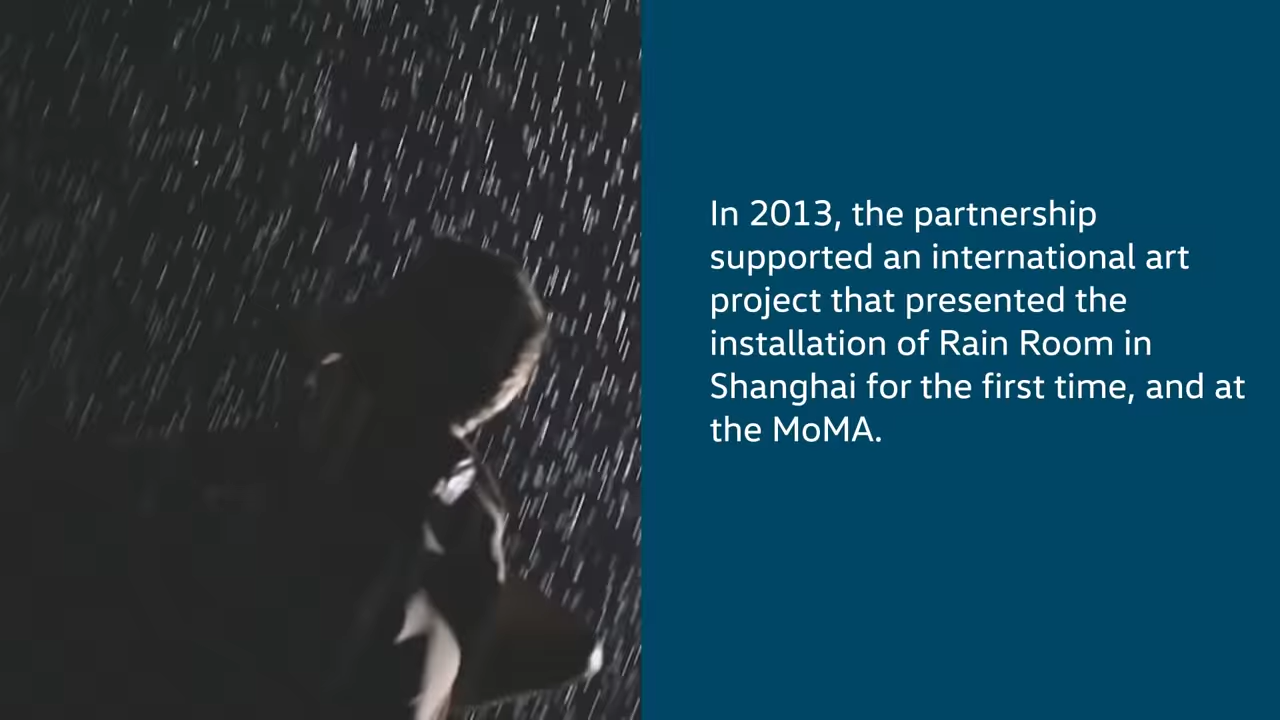 In 2013, the partnership
supported an international art
project that presented the
installation of Rain Room in
Shanghai for the first time, and at
the MoMA.